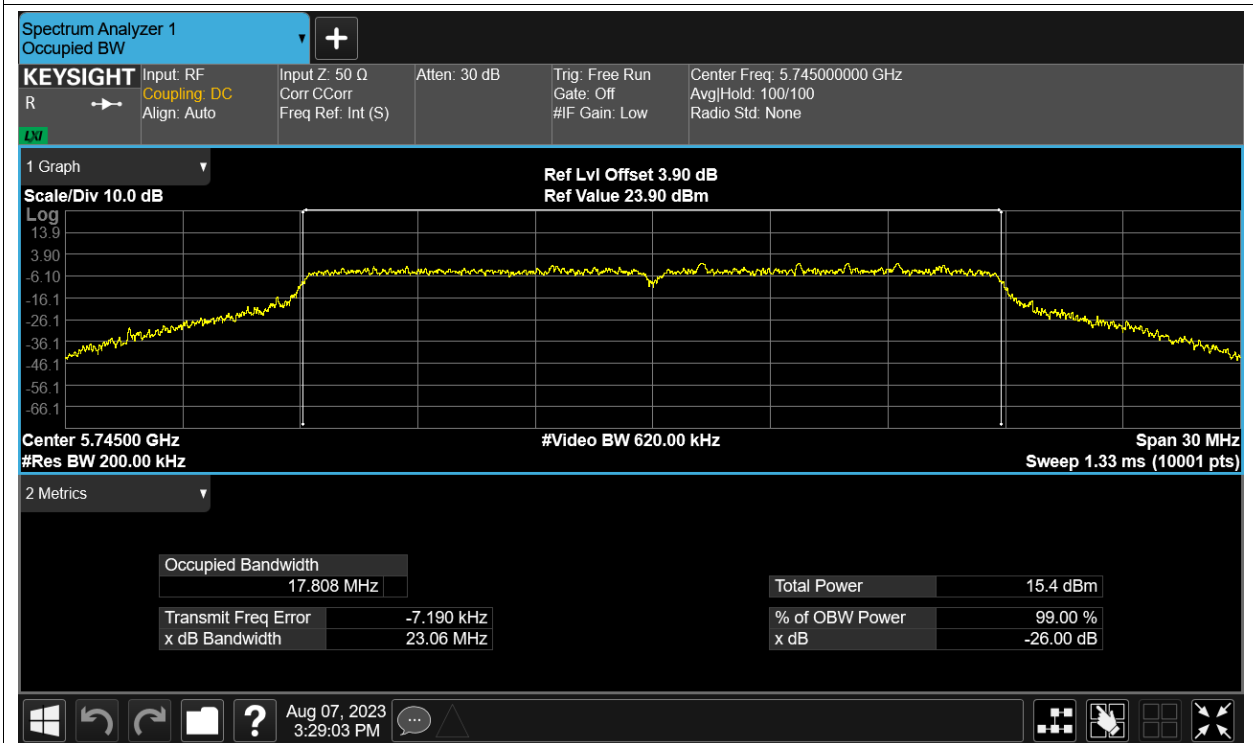 Spectrum Analyzer 1
Occupied BW
KEYSIGHT Input: RF Input Z: 50 Ω Atten: 30 dB Trig: Free Run Center Freq: 5.745000000 GHz
R Coupling: DC Corr CCorr Gate: Off Avg|Hold: 100/100
Align: Auto Freq Ref: Int (S) #IF Gain: Low Radio Std: None
LXI
1 Graph
Ref Lvl Offset 3.90 dB
Scale/Div 10.0 dB Ref Value 23.90 dBm
Log
13.9
3.90
-6.10
-16.1
-26.1
-36.1
-46.1
-56.1
-66.1
Center 5.74500 GHz #Video BW 620.00 kHz Span 30 MHz
#Res BW 200.00 kHz Sweep 1.33 ms (10001 pts)
2 Metrics
Occupied Bandwidth
17.808 MHz Total Power 15.4 dBm
Transmit Freq Error -7.190 kHz % of OBW Power 99.00 %
x dB Bandwidth 23.06 MHz x dB -26.00 dB
Aug 07, 2023
3:29:03 PM